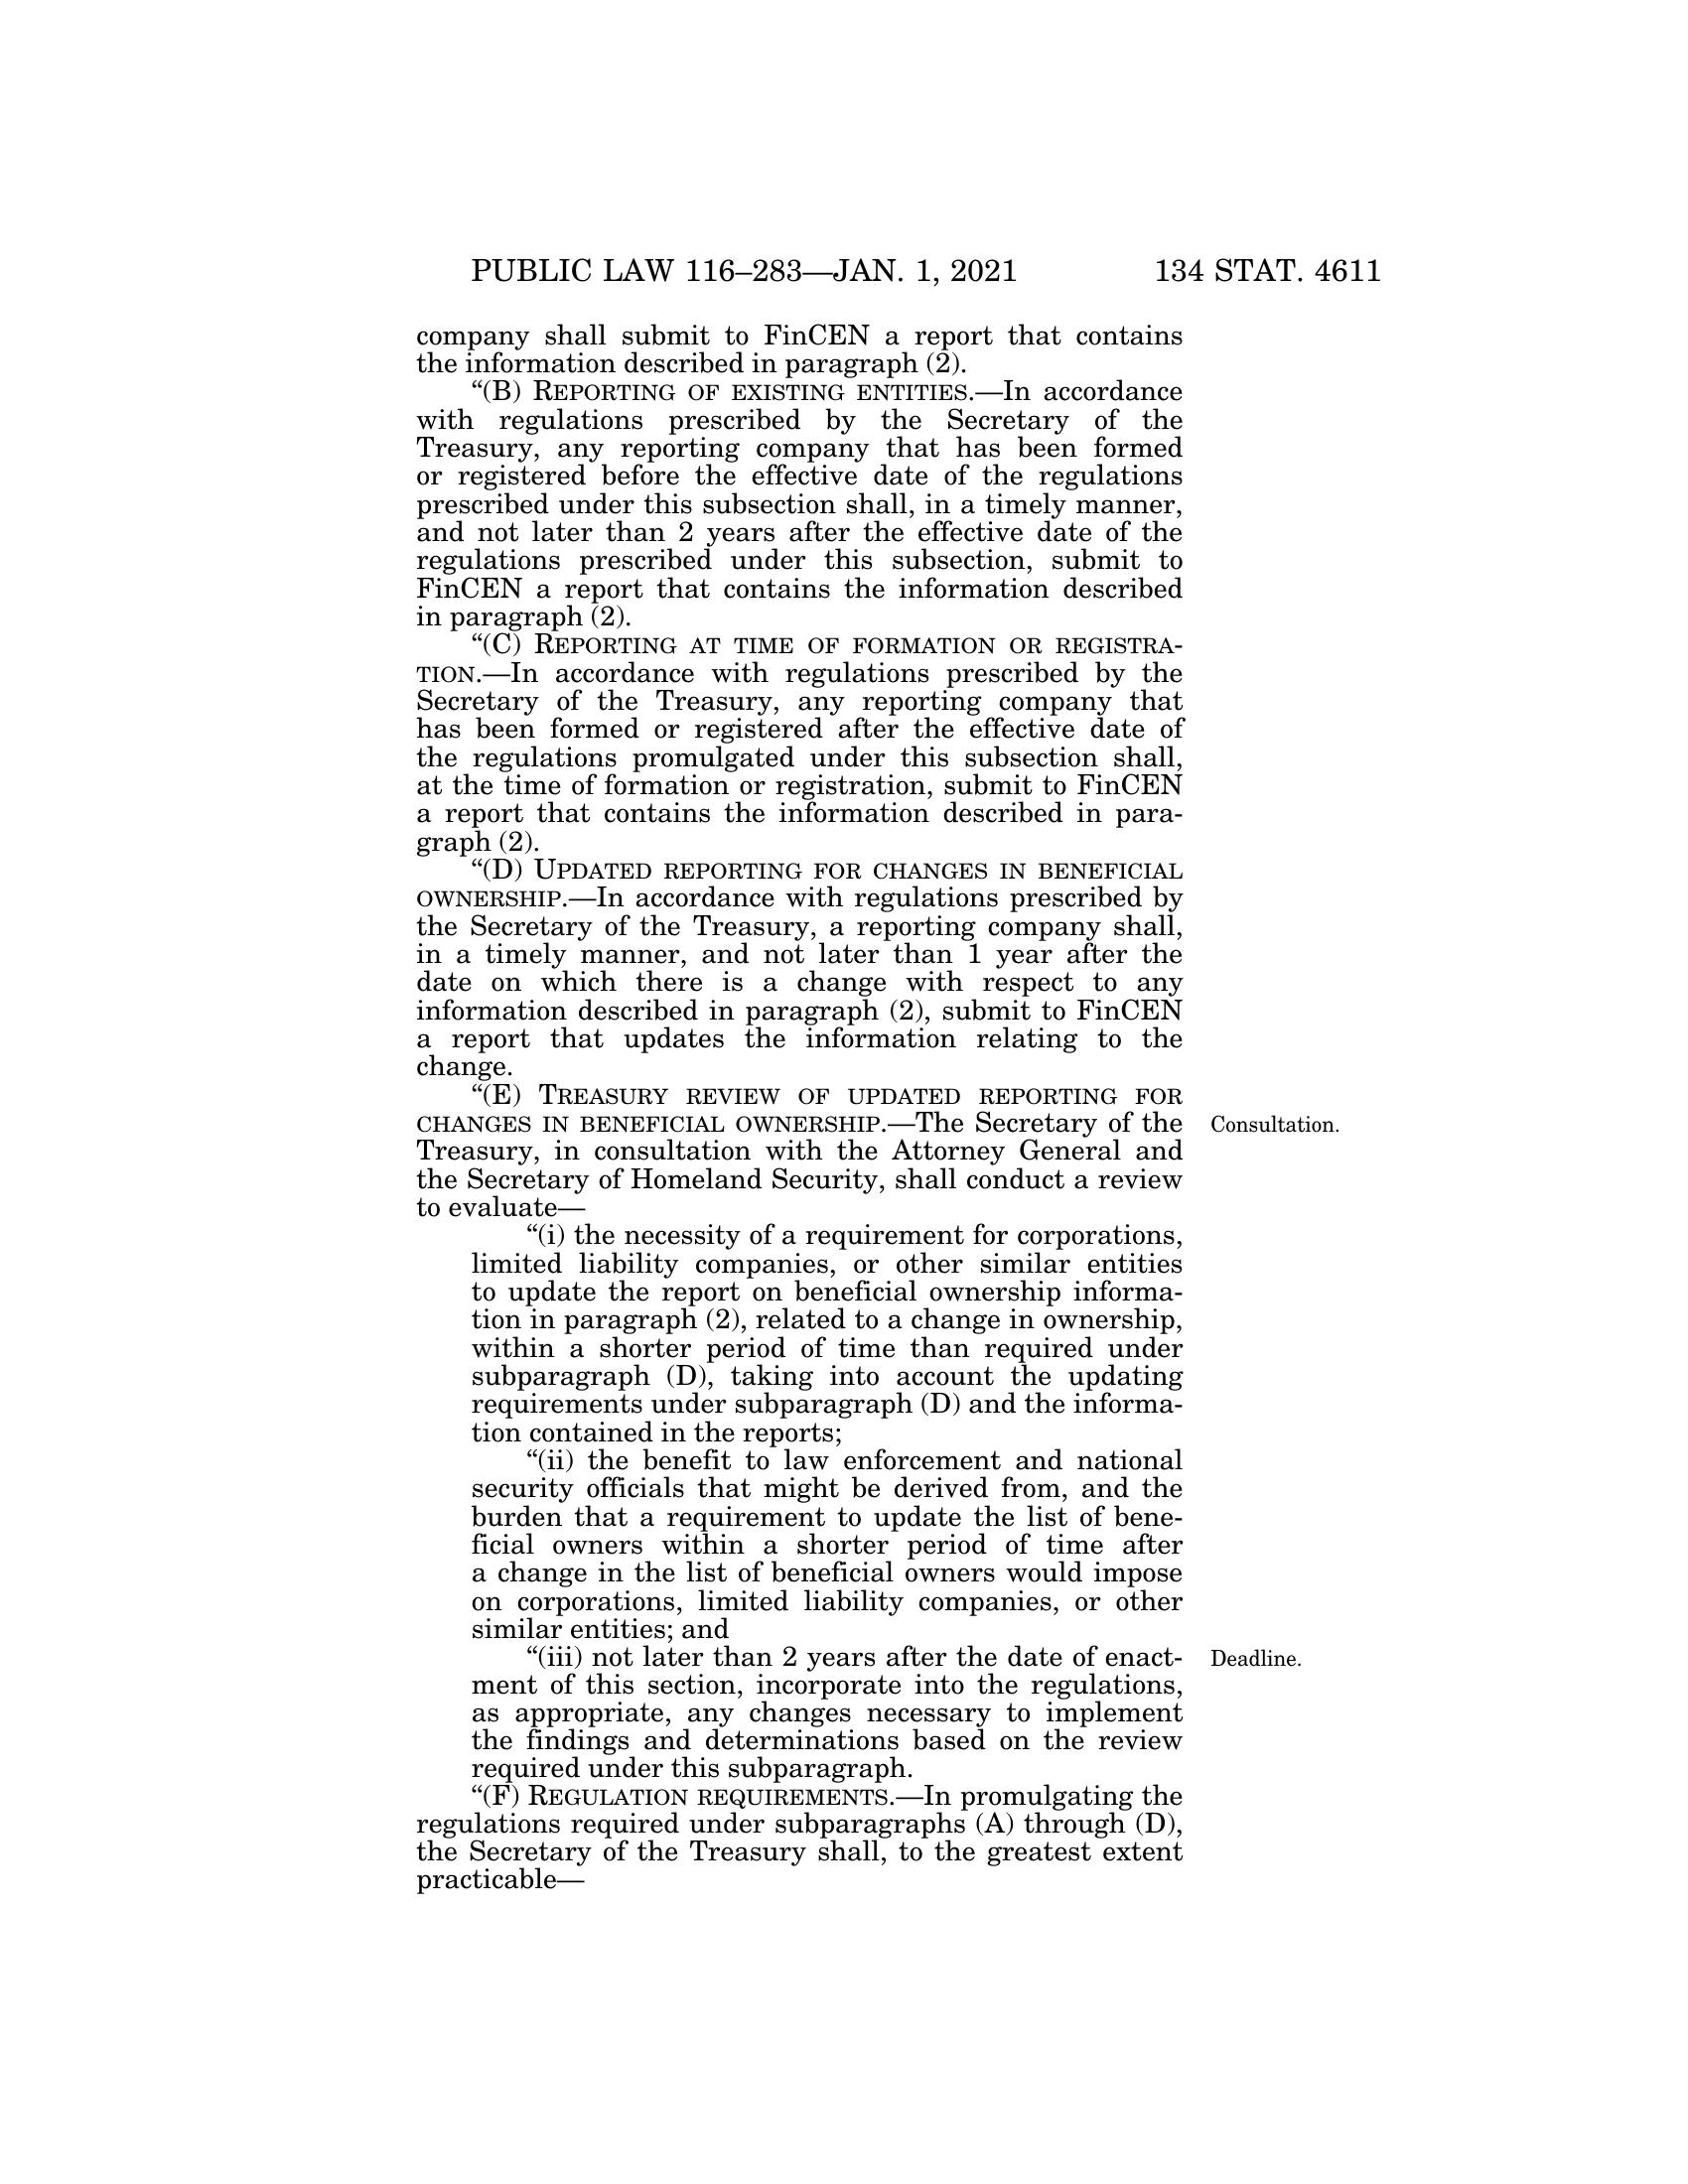 PUBLIC LAW 116–283—JAN. 1, 2021 134 STAT. 4611
company shall submit to FinCEN a report that contains
the information described in paragraph (2).
“(B) REPORTING OF EXISTING ENTITIES.—In accordance
with regulations prescribed by the Secretary of the
Treasury, any reporting company that has been formed
or registered before the effective date of the regulations
prescribed under this subsection shall, in a timely manner,
and not later than 2 years after the effective date of the
regulations prescribed under this subsection, submit to
FinCEN a report that contains the information described
in paragraph (2).
“(C) REPORTING AT TIME OF FORMATION OR REGISTRA-
TION.—In accordance with regulations prescribed by the
Secretary of the Treasury, any reporting company that
has been formed or registered after the effective date of
the regulations promulgated under this subsection shall,
at the time of formation or registration, submit to FinCEN
a report that contains the information described in para-
graph (2).
“(D) UPDATED REPORTING FOR CHANGES IN BENEFICIAL
OWNERSHIP.—In accordance with regulations prescribed by
the Secretary of the Treasury, a reporting company shall,
in a timely manner, and not later than 1 year after the
date on which there is a change with respect to any
information described in paragraph (2), submit to FinCEN
a report that updates the information relating to the
change.
“(E) TREASURY REVIEW OF UPDATED REPORTING FOR
CHANGES IN BENEFICIAL OWNERSHIP.—The Secretary of the
Consultation.
Treasury, in consultation with the Attorney General and
the Secretary of Homeland Security, shall conduct a review
to evaluate—
“(i) the necessity of a requirement for corporations,
limited liability companies, or other similar entities
to update the report on beneficial ownership informa-
tion in paragraph (2), related to a change in ownership,
within a shorter period of time than required under
subparagraph (D), taking into account the updating
requirements under subparagraph (D) and the informa-
tion contained in the reports;
“(ii) the benefit to law enforcement and national
security officials that might be derived from, and the
burden that a requirement to update the list of bene-
ficial owners within a shorter period of time after
a change in the list of beneficial owners would impose
on corporations, limited liability companies, or other
similar entities; and
“(iii) not later than 2 years after the date of enact-
Deadline.
ment of this section, incorporate into the regulations,
as appropriate, any changes necessary to implement
the findings and determinations based on the review
required under this subparagraph.
“(F) REGULATION REQUIREMENTS.—In promulgating the
regulations required under subparagraphs (A) through (D),
the Secretary of the Treasury shall, to the greatest extent
practicable—